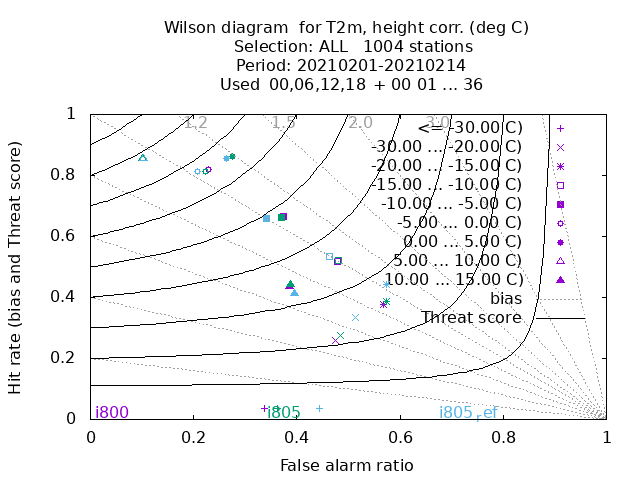 Wilson diagram  for T2m, height corr. (deg C)
Selection: ALL   1004 stations
Period: 20210201-20210214
Used  00,06,12,18  + 00 01 ... 36
1.2 1.5 2.0 3.0
<= -30.00 C)
-30.00 ... -20.00 C)
-20.00 ... -15.00 C)
-15.00 ... -10.00 C)
-10.00 ... -5.00 C)
-5.00 ... 0.00 C)
0.00 ... 5.00 C)
5.00 ... 10.00 C)
10.00 ... 15.00 C)
bias
Threat score
Hit rate (bias and Threat score)
1
0.8
0.6
0.4
0.2
0
i800 i805 i805_ref
0 0.2 0.4 0.6 0.8 1
False alarm ratio